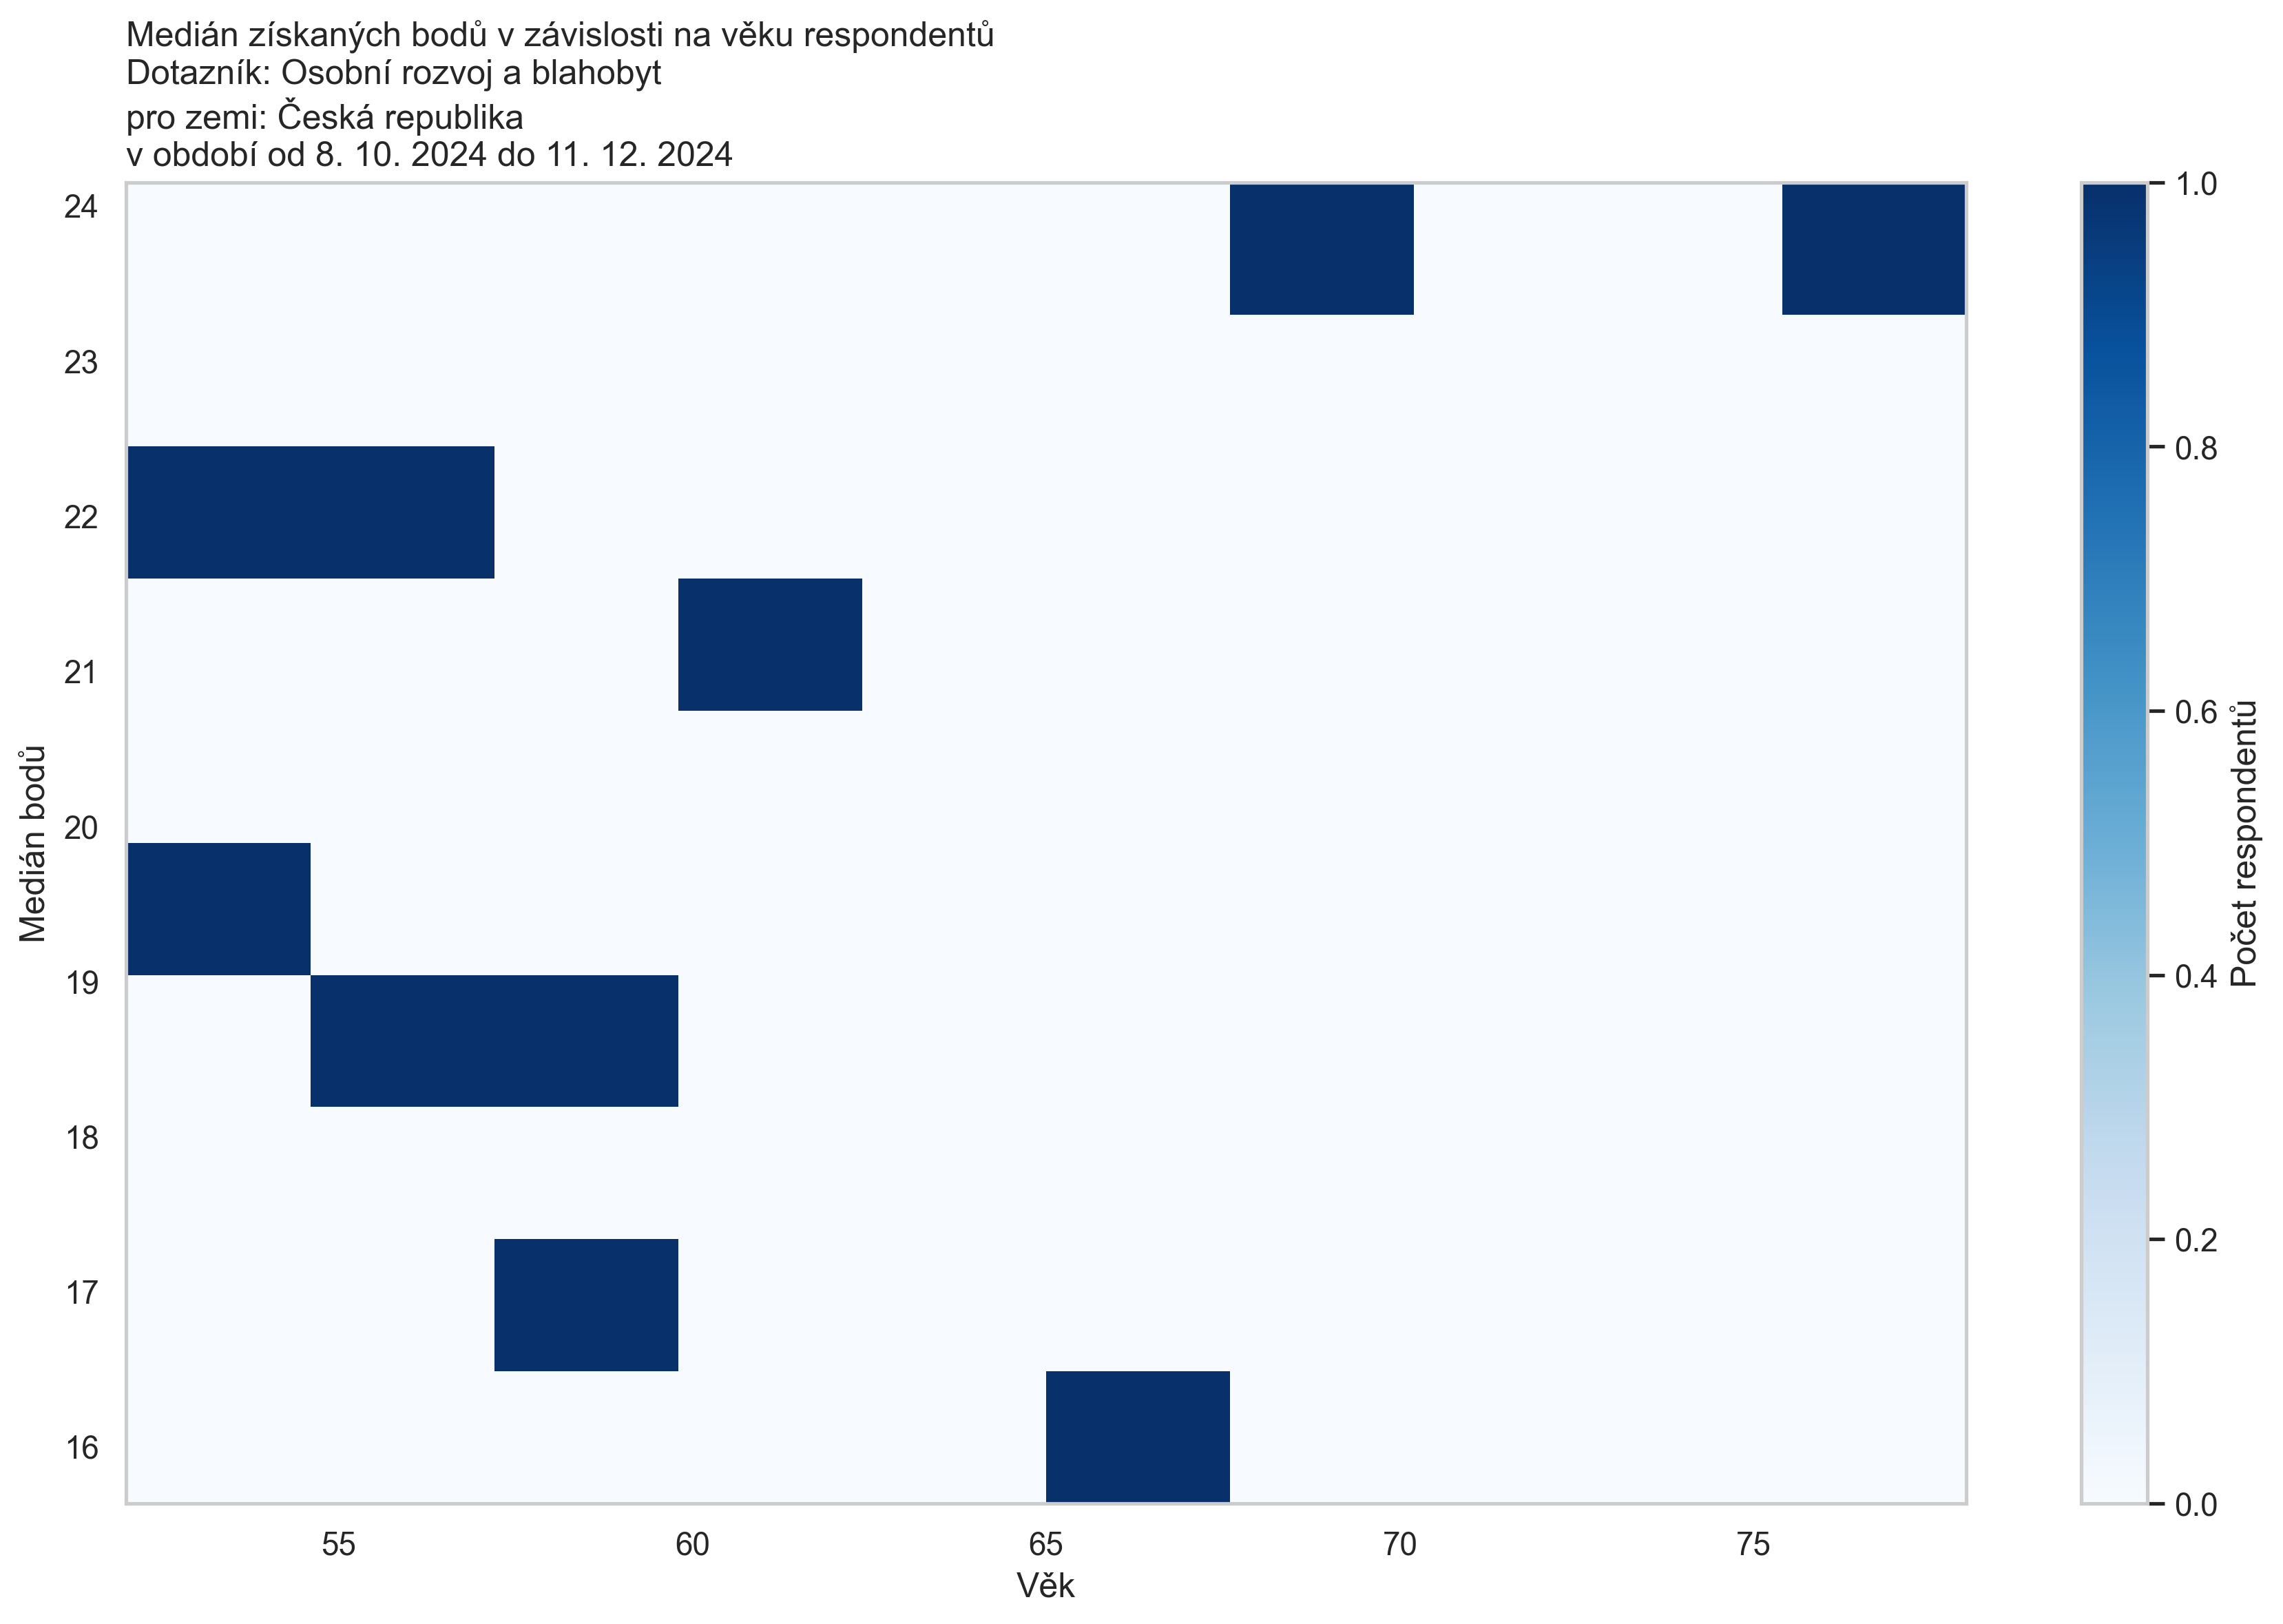 Medián získaných bodů v závislosti na věku respondentů
Dotazník: Osobní rozvoj a blahobyt
pro zemi: Česká republika
v období od 8. 10. 2024 do 11. 12. 2024
24
23
22
21
20
19
18
17
16
Medián bodů
55
60
65
70
75
Věk
1.0
0.8
0.6
0.4
0.2
0.0
Počet respondentů